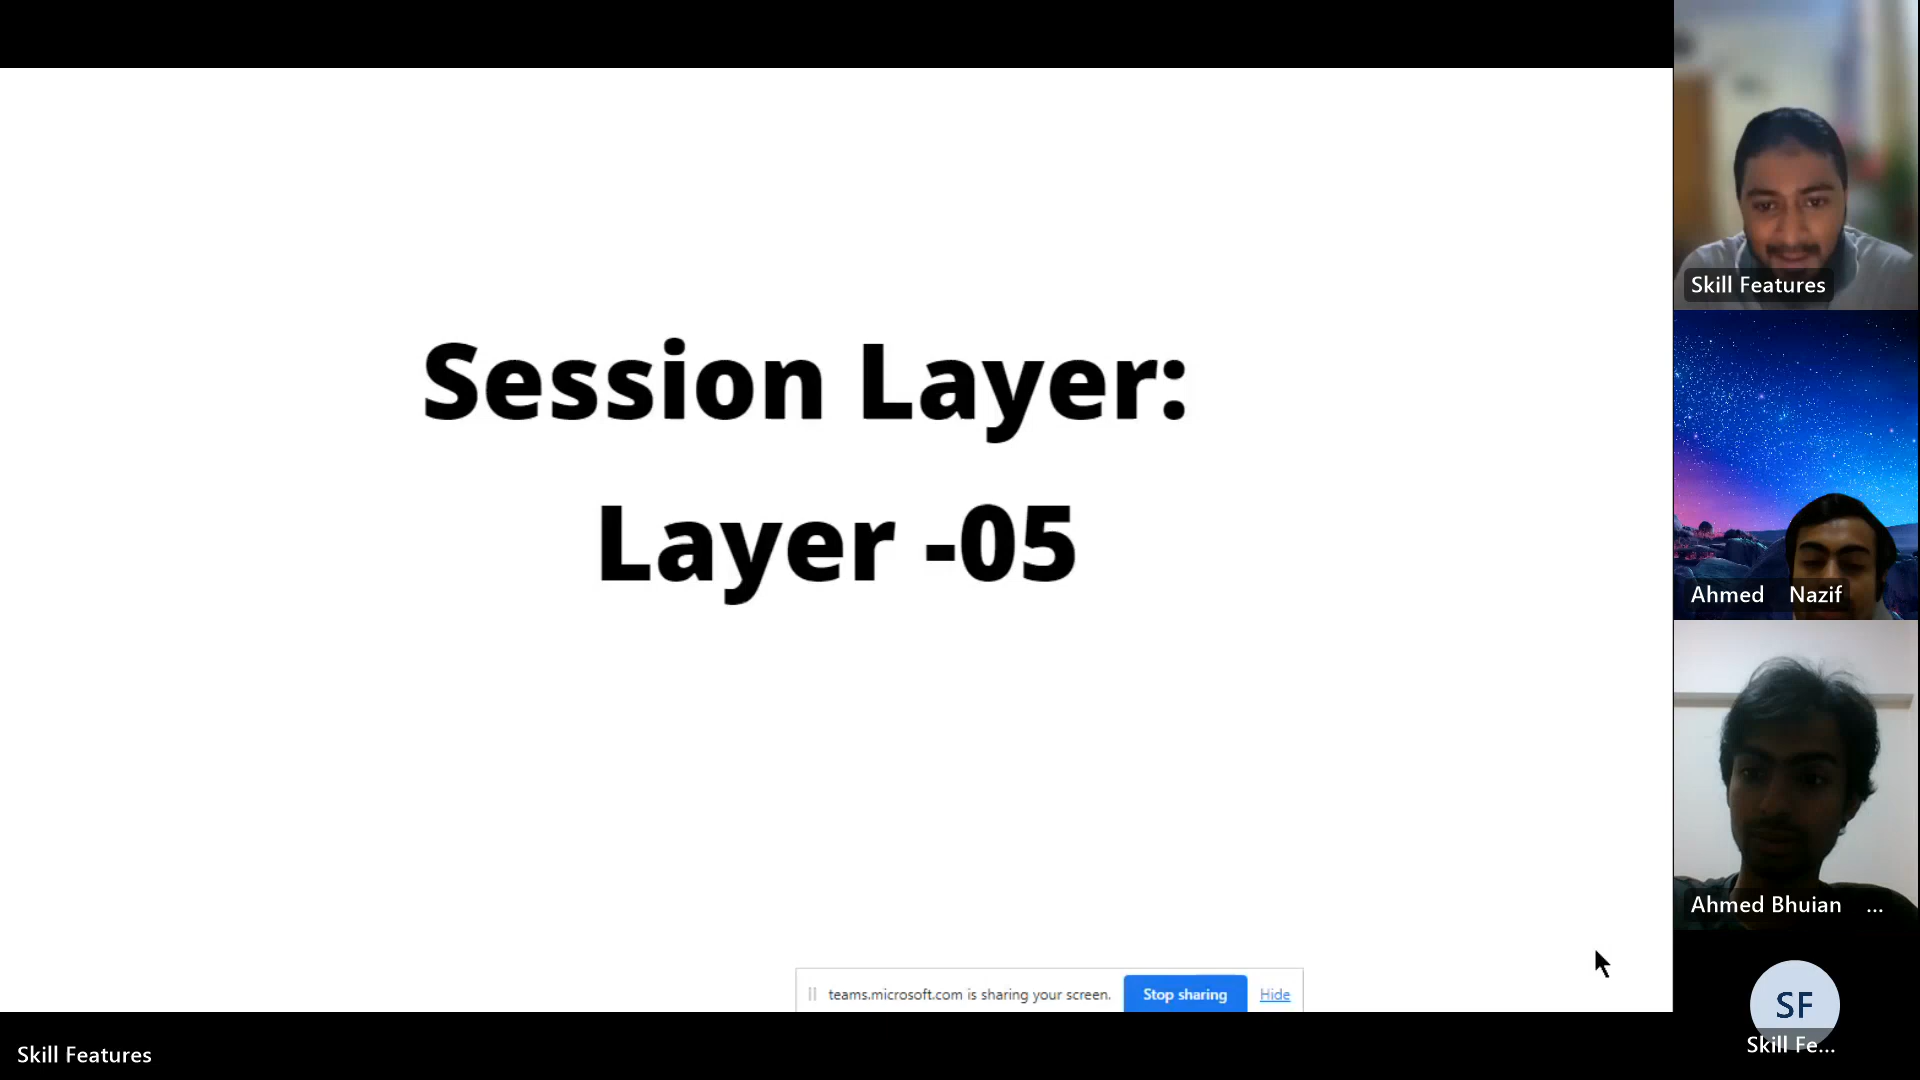 Session Layer:
Layer -05
teams.microsoft.com is sharing your screen. Stop sharing Hide
Skill Features
Skill Features
Ahmed Nazif
Ahmed Bhuian ...
SF
Skill Fe...